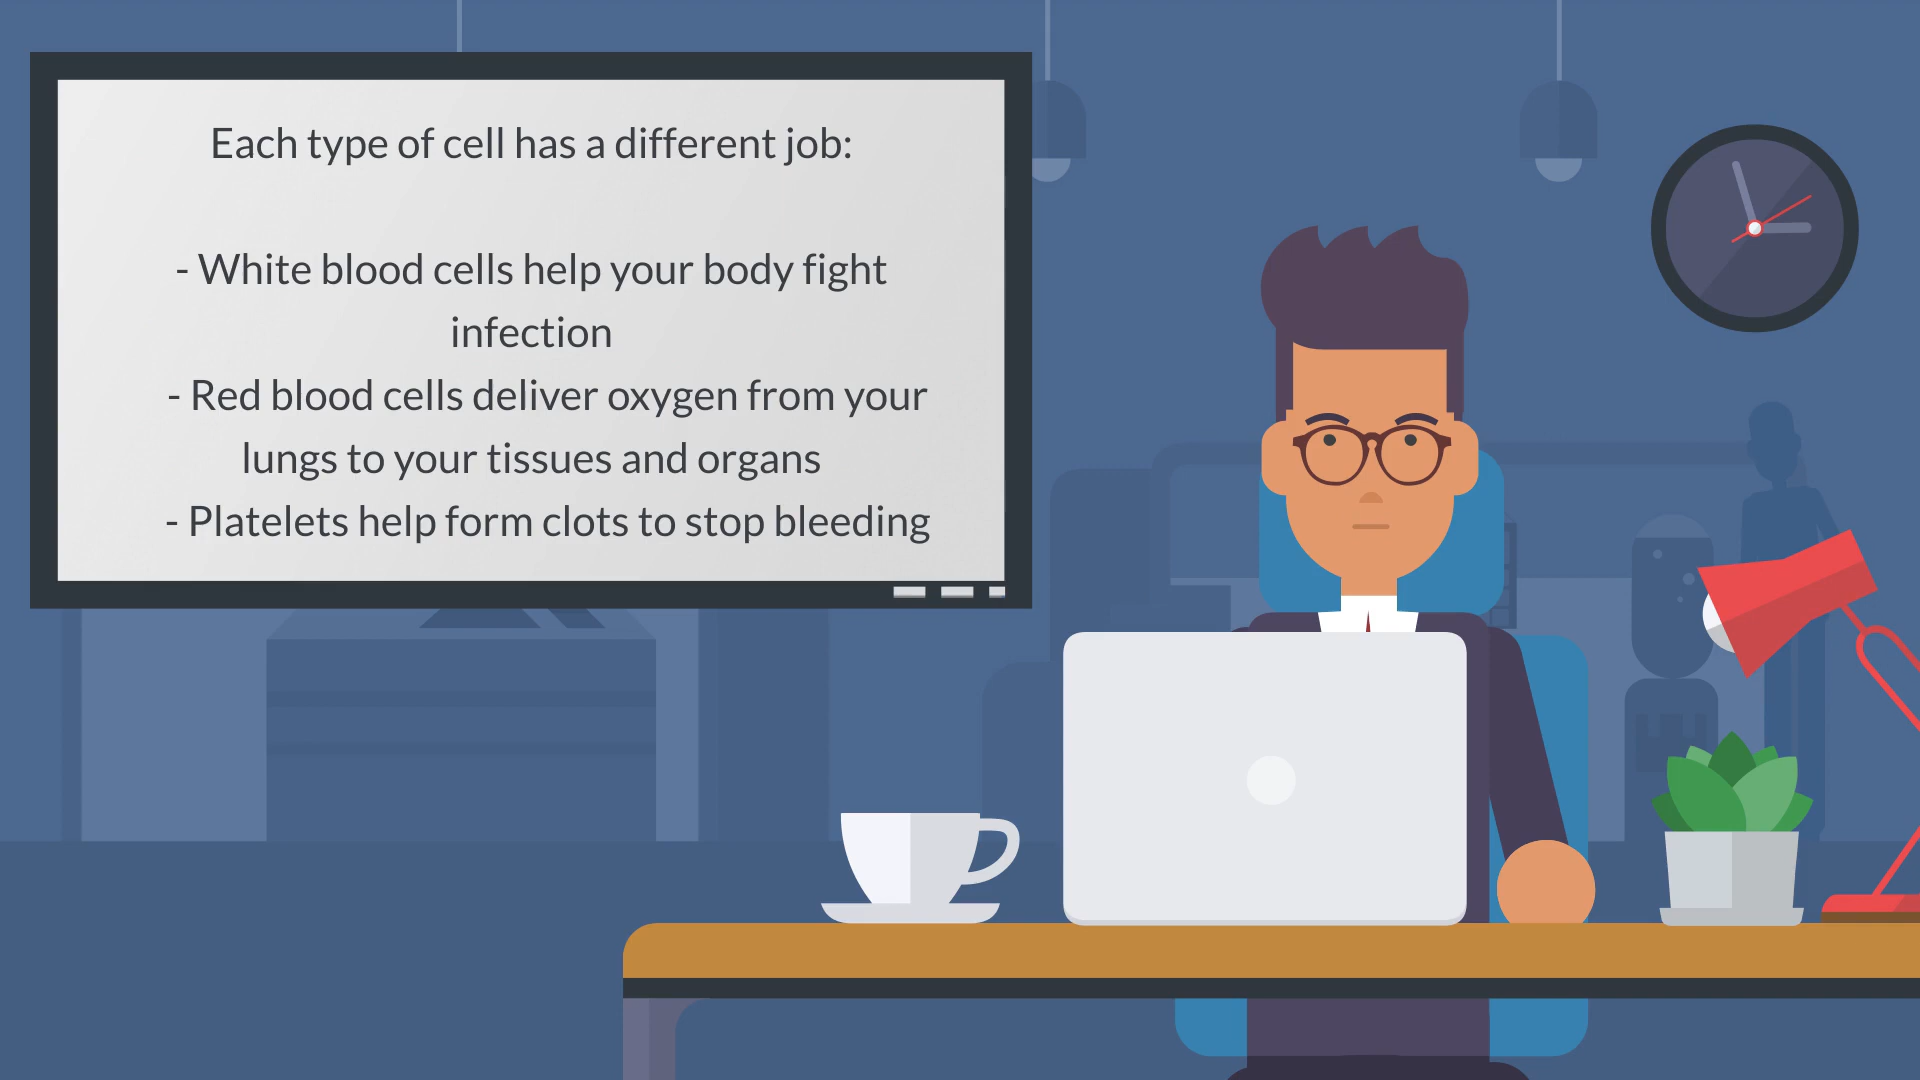 Each type of cell has a different job:
- White blood cells help your body fight
infection
- Red blood cells deliver oxygen from your
lungs to your tissues and organs
- Platelets help form clots to stop bleeding